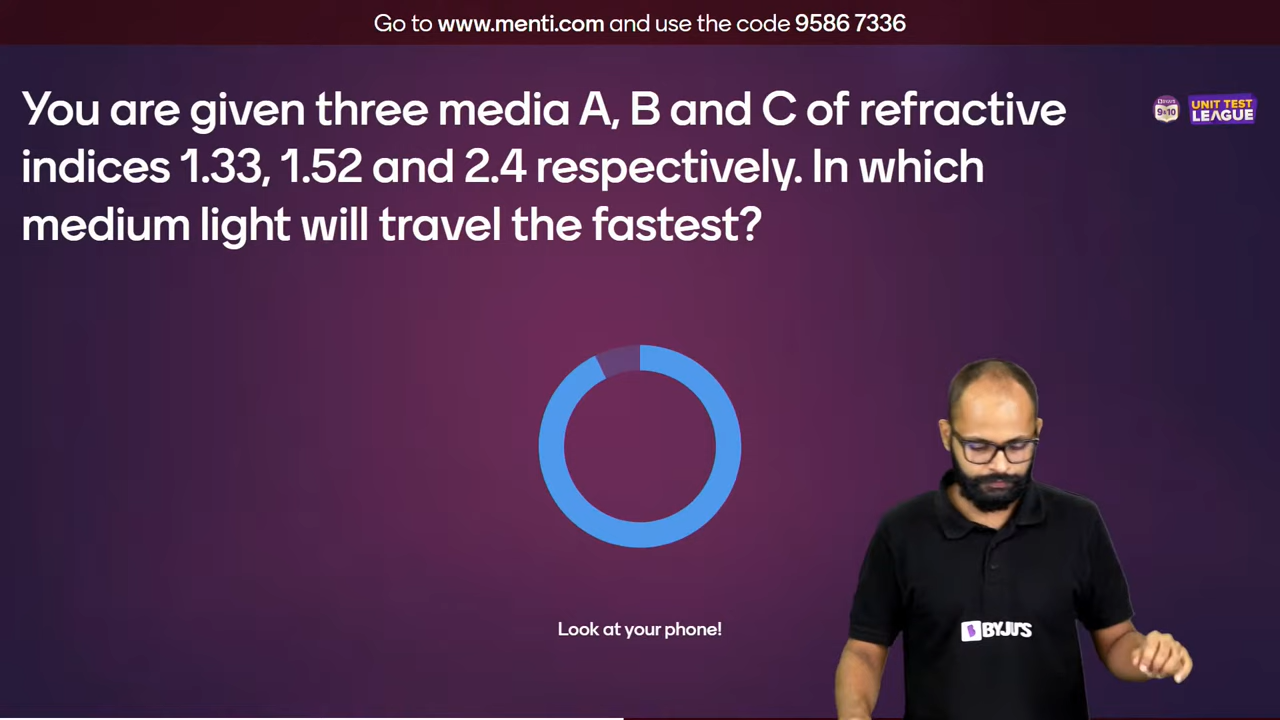 Go to www.menti.com and use the code 9586 7336
You are given three media A, B and C of refractive
indices 1.33, 1.52 and 2.4 respectively. In which
medium light will travel the fastest?
9&10
UNIT TEST
LEAGUE
Look at your phone!
BYJU'S